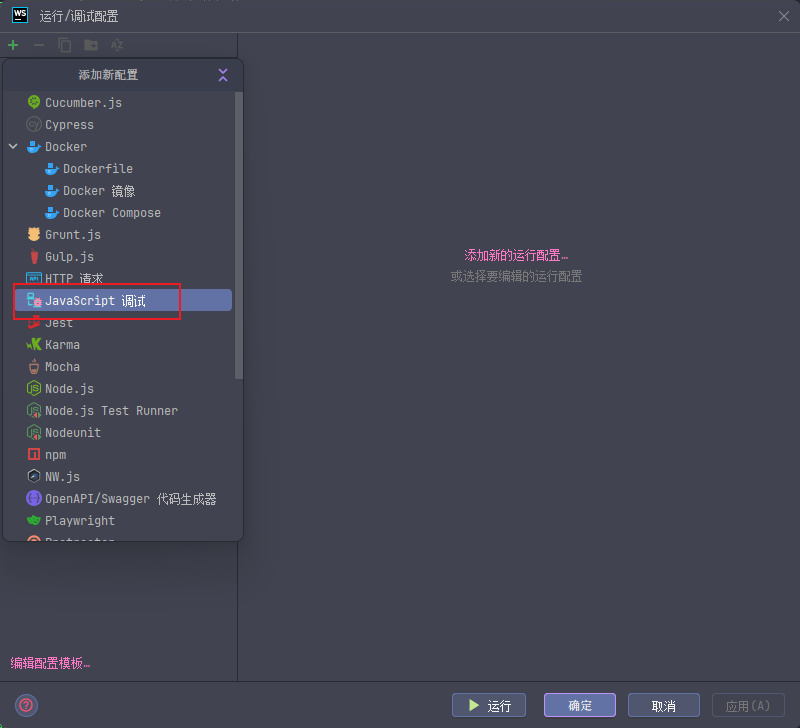 WS 运行/调试配置
添加新配置
Cucumber.js
Cypress
Docker
Dockerfile
Docker 镜像
Docker Compose
Grunt.js
Gulp.js
HTTP 请求
JavaScript 调试
Jest
Karma
Mocha
Node.js
Node.js Test Runner
Nodeunit
npm
NW.js
OpenAPI/Swagger 代码生成器
Playwright
添加新的运行配置…
或选择要编辑的运行配置
编辑配置模板…
运行
确定
取消
应用(A)